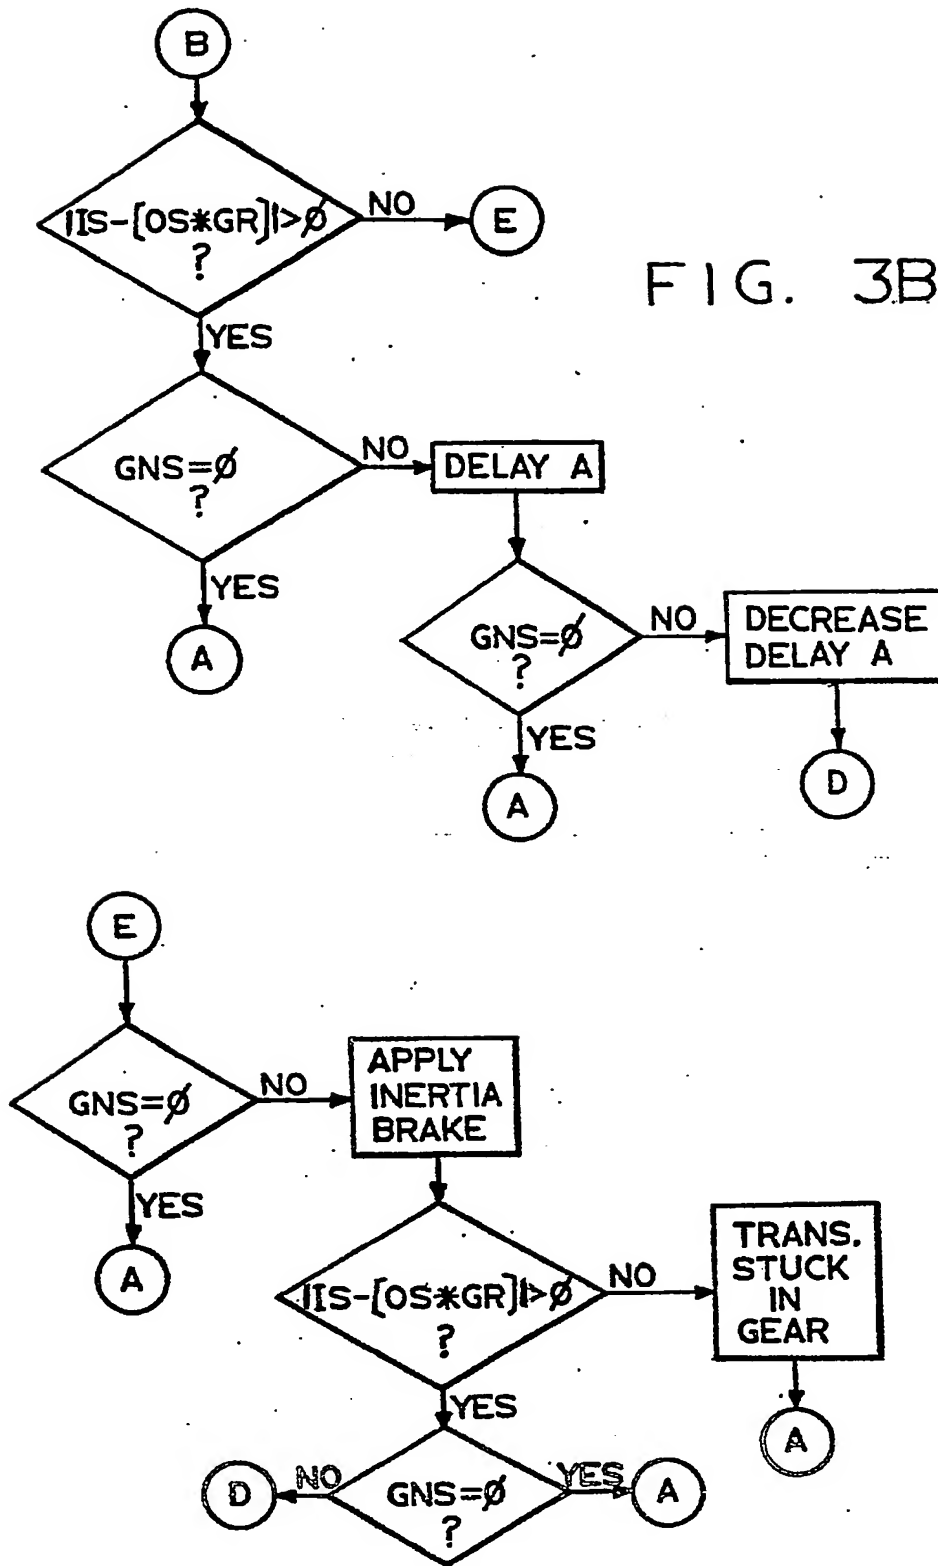 B
|IS-[OS*GR]|>Ø
?
NO
E
FIG. 3B
YES
GNS=Ø
?
NO
DELAY A
YES
A
GNS=Ø
?
NO
DECREASE
DELAY A
YES
A
D
E
GNS=Ø
?
NO
APPLY
INERTIA
BRAKE
YES
A
|IS-[OS*GR]|>Ø
?
NO
TRANS.
STUCK
IN
GEAR
YES
A
D
NO
GNS=Ø
?
YES
A